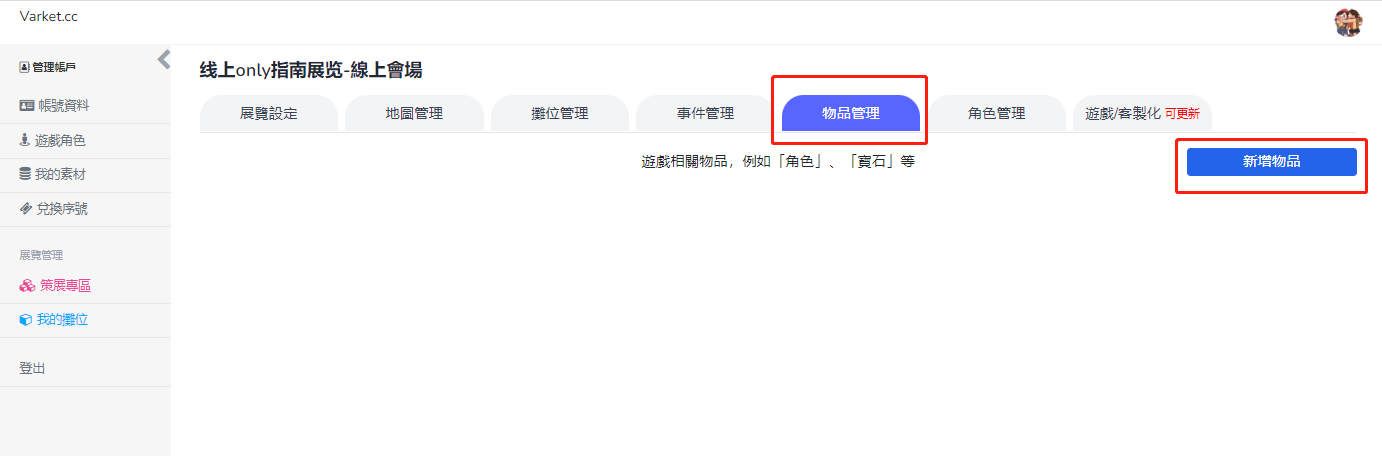 Varket.cc
管理帳戶
帳號資料
遊戲角色
我的素材
兌換序號
展覽管理
策展專區
我的攤位
登出
线上only指南展览-線上會場
展覽設定
地圖管理
攤位管理
事件管理
物品管理
角色管理
遊戲/客製化 可更新
遊戲相關物品，例如「角色」、「寶石」等
新增物品